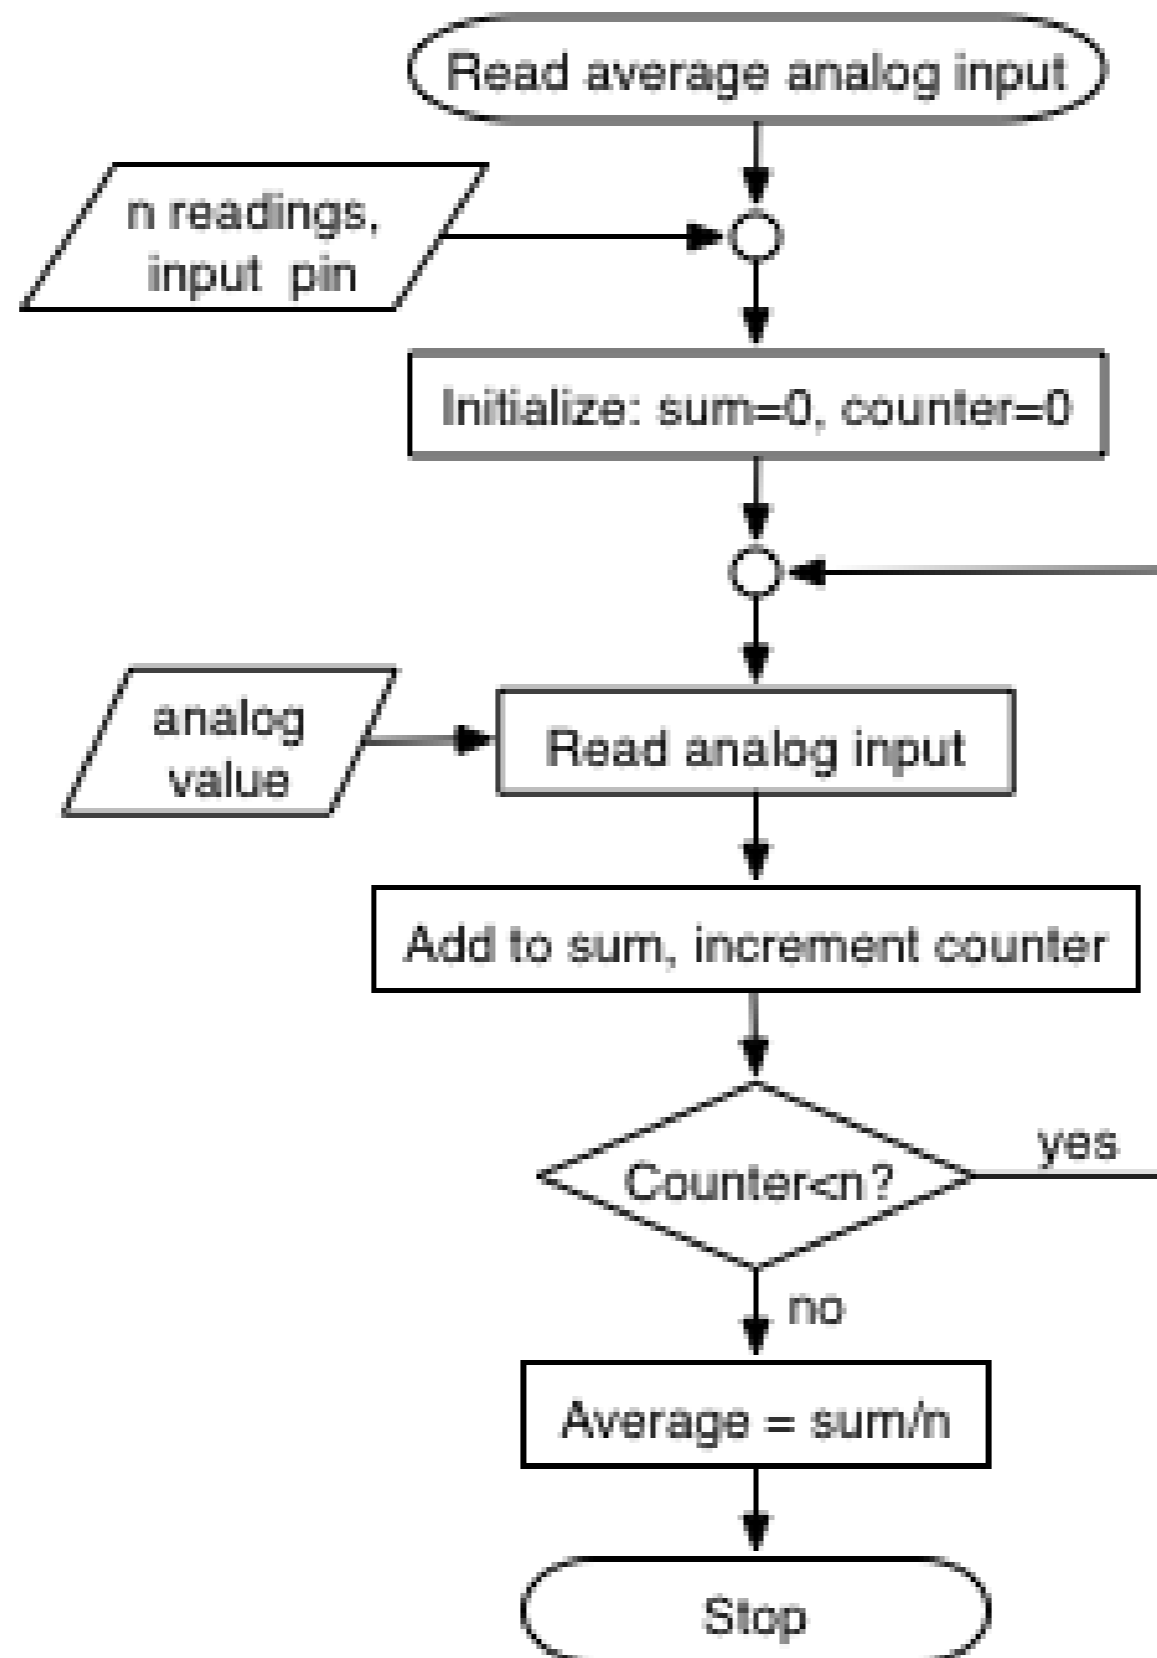 Read average analog input
n readings,
input pin
Initialize: sum=0, counter=0
analog
value
Read analog input
Add to sum, increment counter
Counter<n?
yes
no
Average = sum/n
Stop